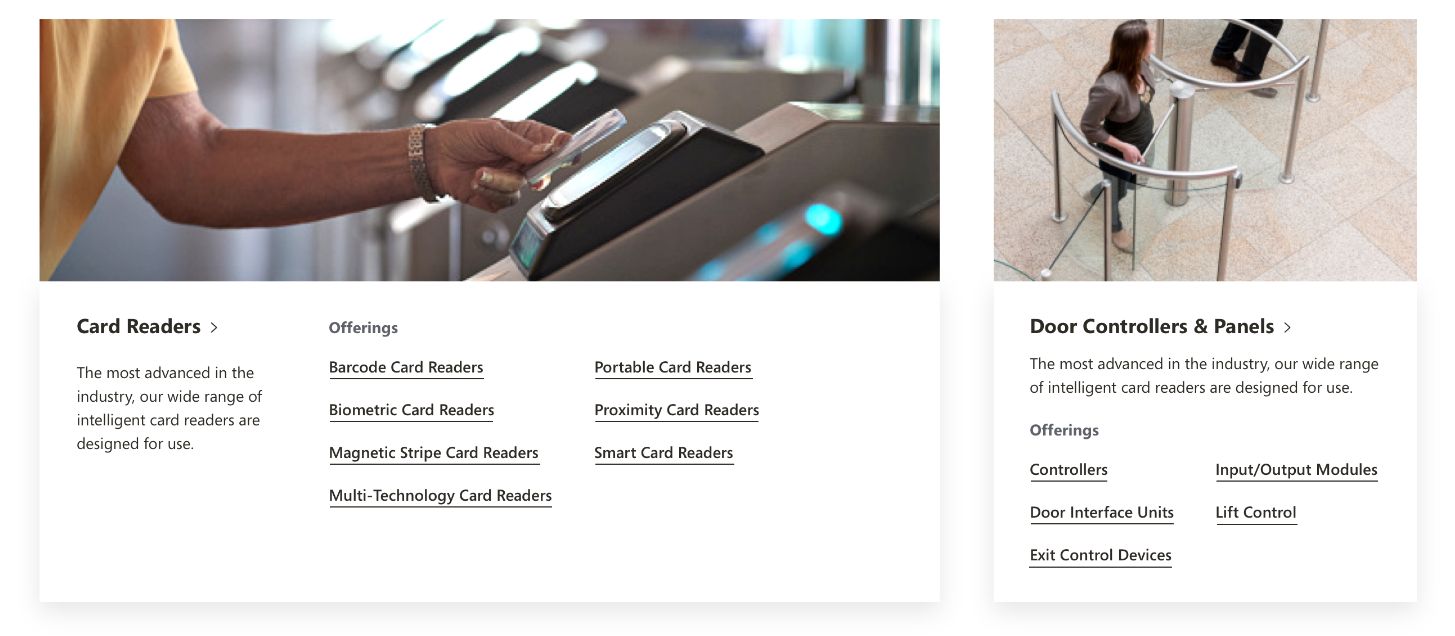 Card Readers
The most advanced in the
industry, our wide range of
intelligent card readers are
designed for use.
Offerings
Barcode Card Readers
Biometric Card Readers
Magnetic Stripe Card Readers
Multi-Technology Card Readers
Portable Card Readers
Proximity Card Readers
Smart Card Readers
Door Controllers & Panels
The most advanced in the industry, our wide range
of intelligent card readers are designed for use.
Offerings
Controllers
Door Interface Units
Exit Control Devices
Input/Output Modules
Lift Control